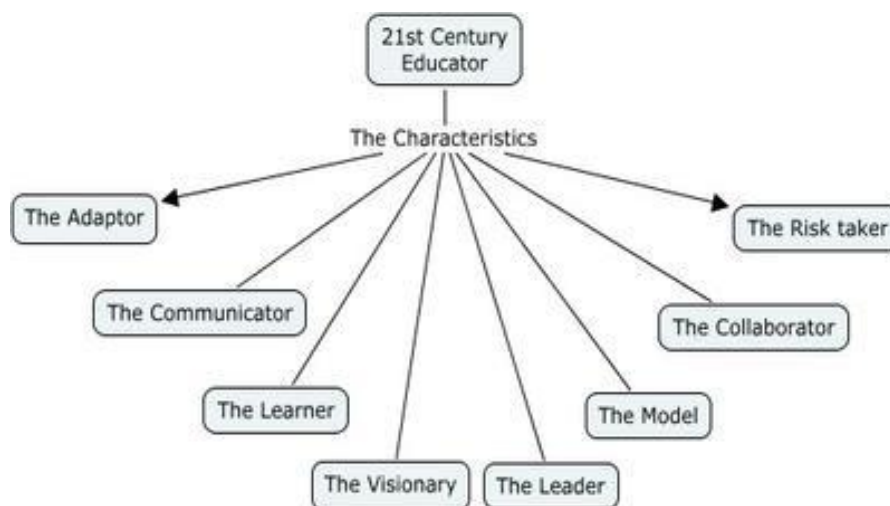 21st Century
Educator
The Characteristics
The Adaptor
The Risk taker
The Communicator
The Collaborator
The Learner
The Model
The Visionary
The Leader